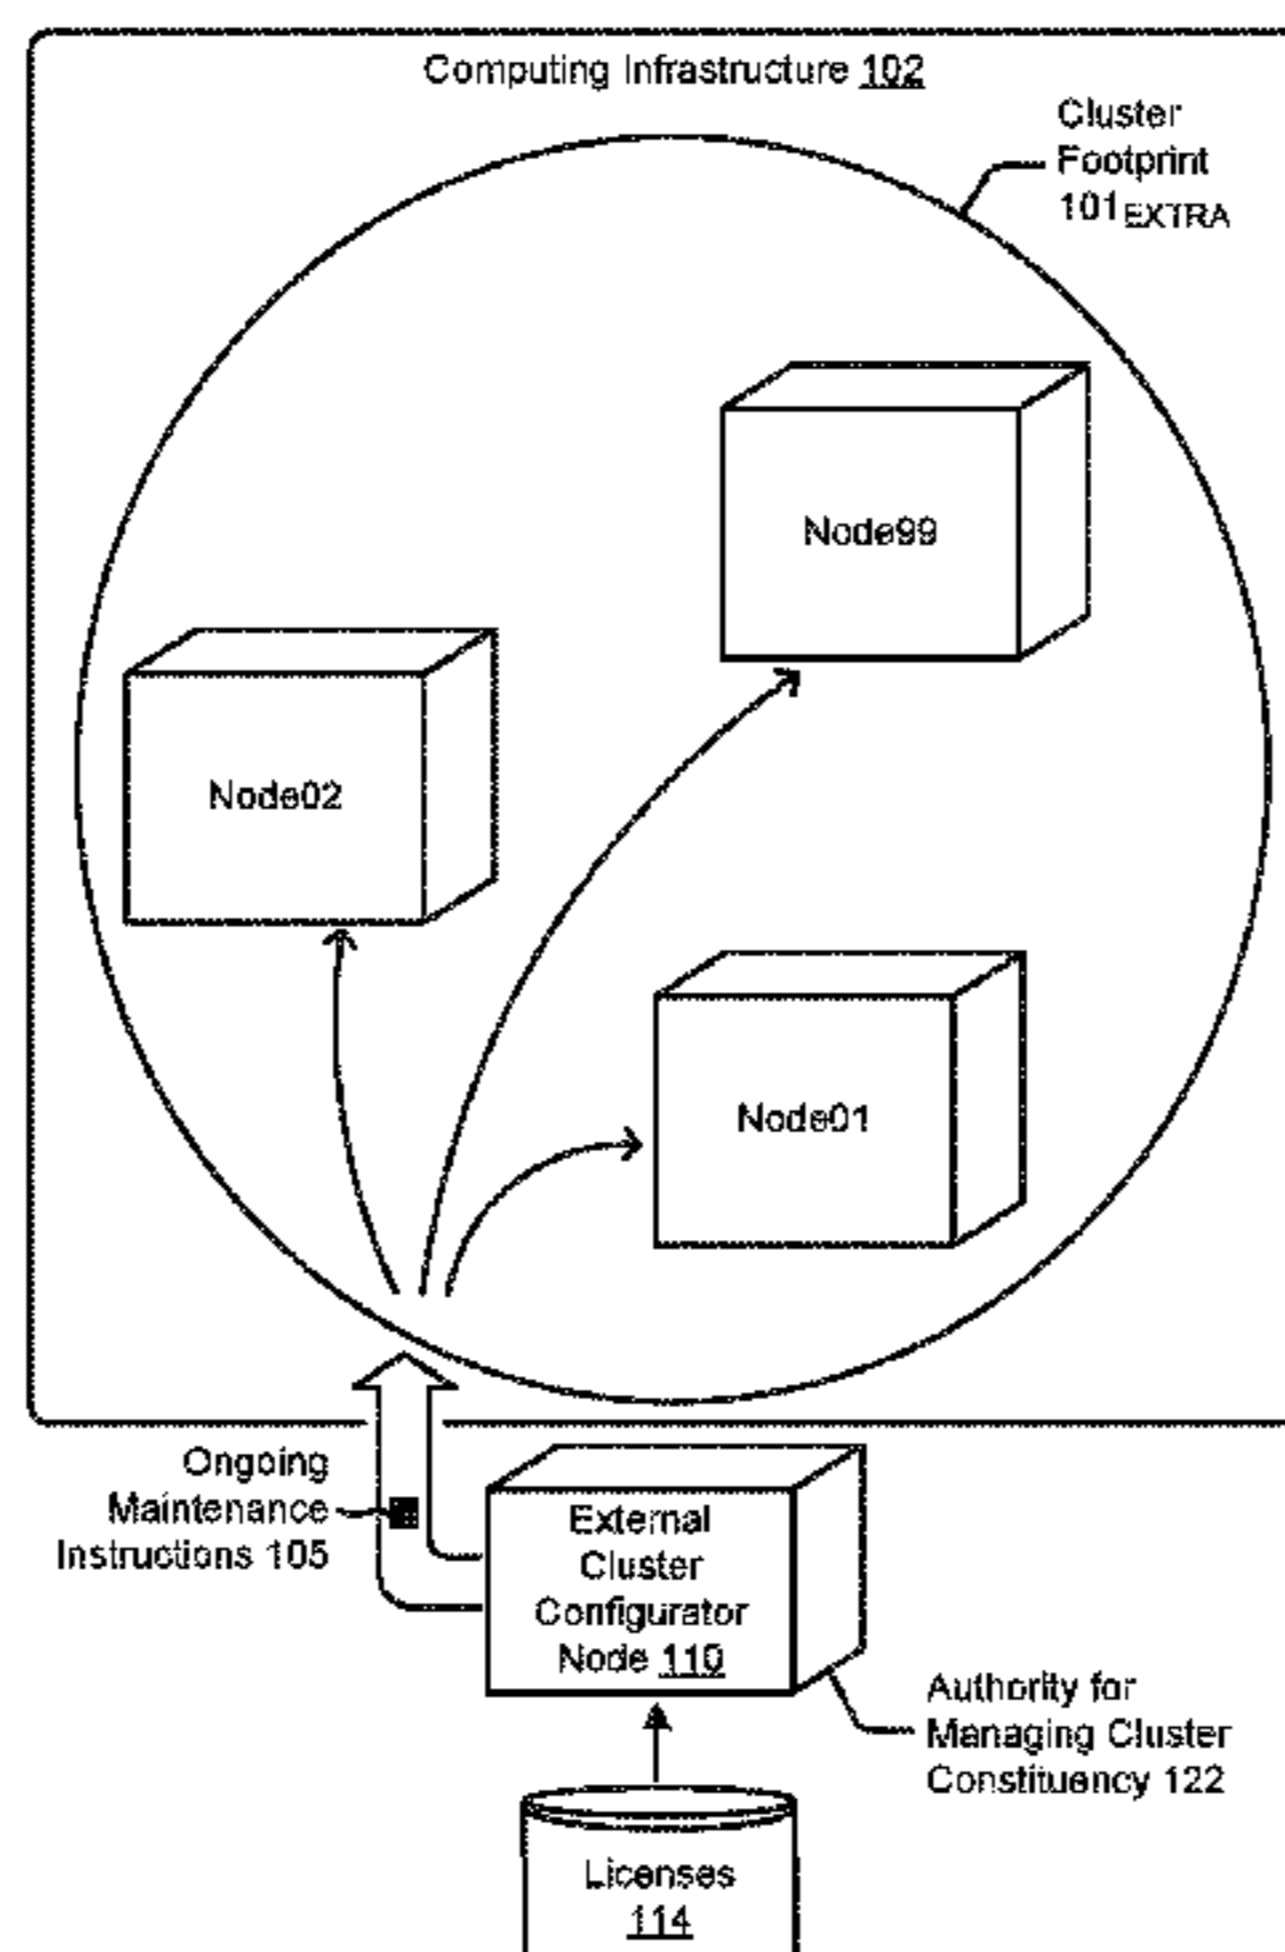 Computing Infrastructure 102
Cluster
Footprint
101EXTRA
Node99
Node02
Node01
Ongoing
Maintenance
Instructions 105
External
Cluster
Configurator
Node 110
Authority for
Managing Cluster
Constituency 122
Licenses
114